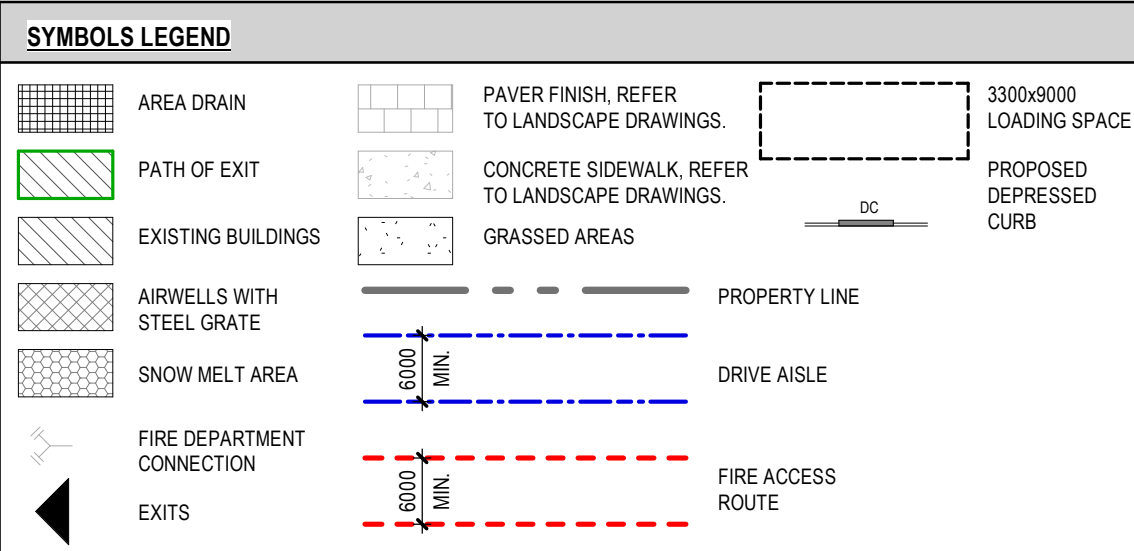 SYMBOLS LEGEND
AREA DRAIN
PATH OF EXIT
EXISTING BUILDINGS
AIRWELLS WITH
STEEL GRATE
SNOW MELT AREA
FIRE DEPARTMENT
CONNECTION
EXITS
PAVER FINISH, REFER
TO LANDSCAPE DRAWINGS.
CONCRETE SIDEWALK, REFER
TO LANDSCAPE DRAWINGS.
GRASSED AREAS
PROPERTY LINE
6000
MIN.
DRIVE AISLE
6000
MIN.
FIRE ACCESS
ROUTE
3300x9000
LOADING SPACE
DC
PROPOSED
DEPRESSED
CURB